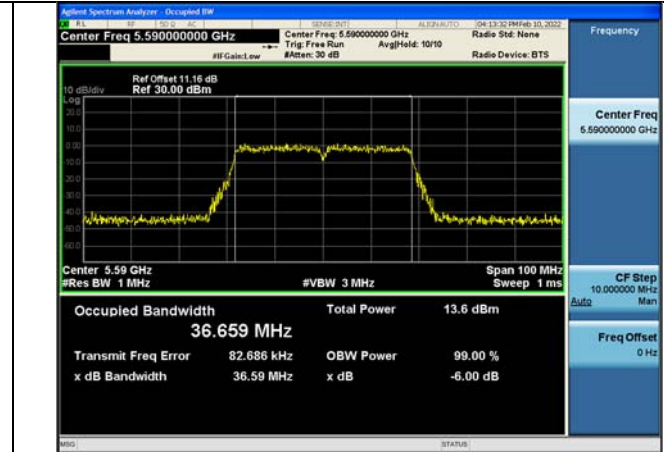 Agilent Spectrum Analyzer - Occupied BW
RL RF 50 Ω AC SENSE:INT ALIGN AUTO 04:13:32 PM Feb 10, 2022
Center Freq 5.590000000 GHz
Center Freq: 5.590000000 GHz
Radio Std: None
Trig: Free Run Avg|Hold: 10/10
#IFGain:Low #Atten: 30 dB Radio Device: BTS
Ref Offset 11.16 dB
10 dB/div Ref 30.00 dBm
Log
20.0
10.0
0.00
-10.0
-20.0
-30.0
-40.0
-50.0
-60.0
Center 5.59 GHz Span 100 MHz
#Res BW 1 MHz #VBW 3 MHz Sweep 1 ms
Occupied Bandwidth Total Power 13.6 dBm
36.659 MHz
Transmit Freq Error 82.686 kHz OBW Power 99.00 %
x dB Bandwidth 36.59 MHz x dB -6.00 dB
MSG STATUS
Frequency
Center Freq
5.590000000 GHz
CF Step
10.000000 MHz
Auto Man
Freq Offset
0 Hz